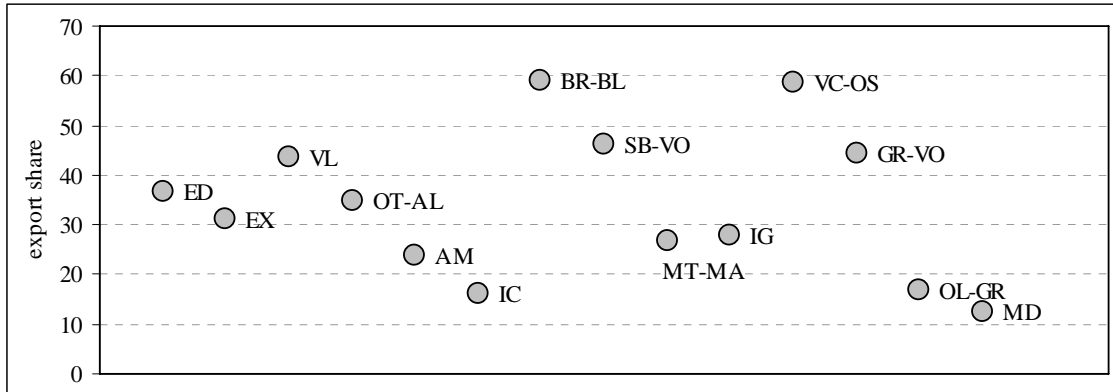 70
60
50
40
30
20
10
0
export share
ED
EX
VL
OT-AL
AM
IC
BR-BL
SB-VO
MT-MA
IG
VC-OS
GR-VO
OL-GR
MD